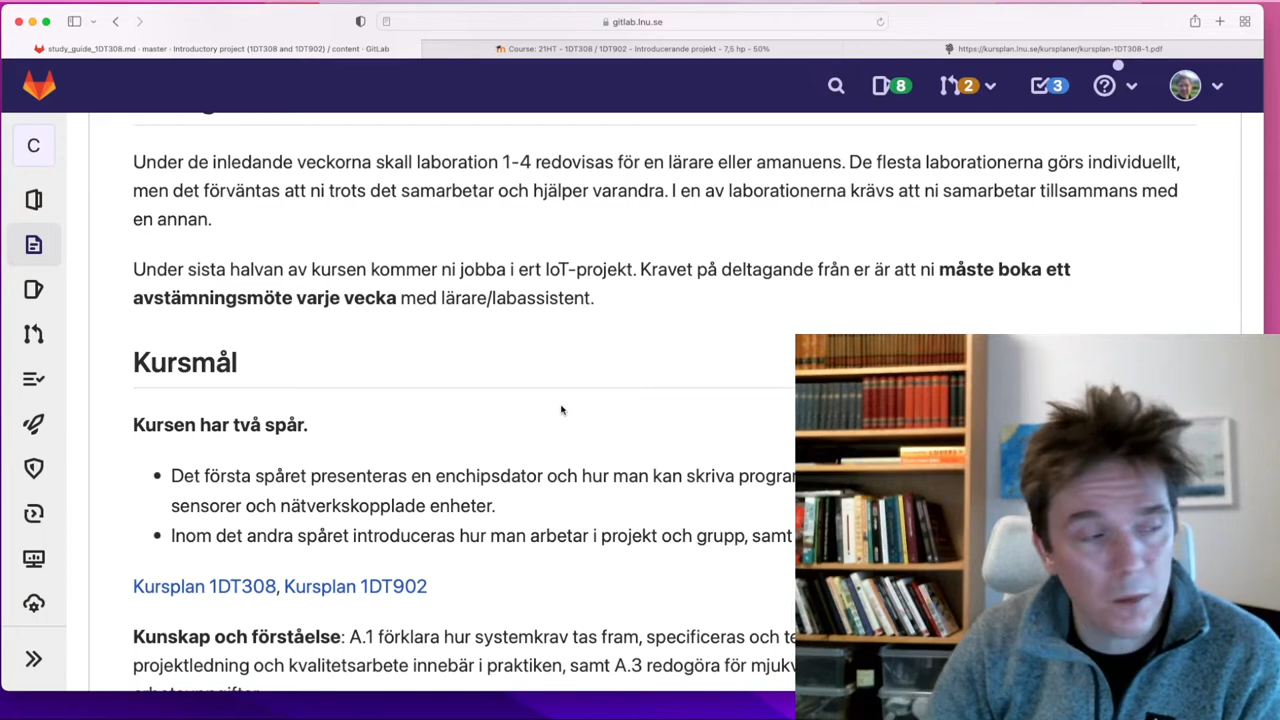 gitlab.lnu.se
study_guide_1DT308.md · master · Introductory project (1DT308 and 1DT902) / content · GitLab
Course: 21HT - 1DT308 / 1DT902 - Introducerande projekt - 7,5 hp - 50%
https://kursplan.lnu.se/kursplaner/kursplan-1DT308-1.pdf
8
2
3
C
Under de inledande veckorna skall laboration 1-4 redovisas för en lärare eller amanuens. De flesta laborationerna görs individuellt,
men det förväntas att ni trots det samarbetar och hjälper varandra. I en av laborationerna krävs att ni samarbetar tillsammans med
en annan.
Under sista halvan av kursen kommer ni jobba i ert IoT-projekt. Kravet på deltagande från er är att ni måste boka ett
avstämningsmöte varje vecka med lärare/labassistent.
Kursmål
Kursen har två spår.
Det första spåret presenteras en enchipsdator och hur man kan skriva
sensorer och nätverkskopplade enheter.
Inom det andra spåret introduceras hur man arbetar i projekt och grupp, samt
Kursplan 1DT308, Kursplan 1DT902
Kunskap och förståelse: A.1 förklara hur systemkrav tas fram, specificeras och
projektledning och kvalitetsarbete innebär i praktiken, samt A.3 redogöra för